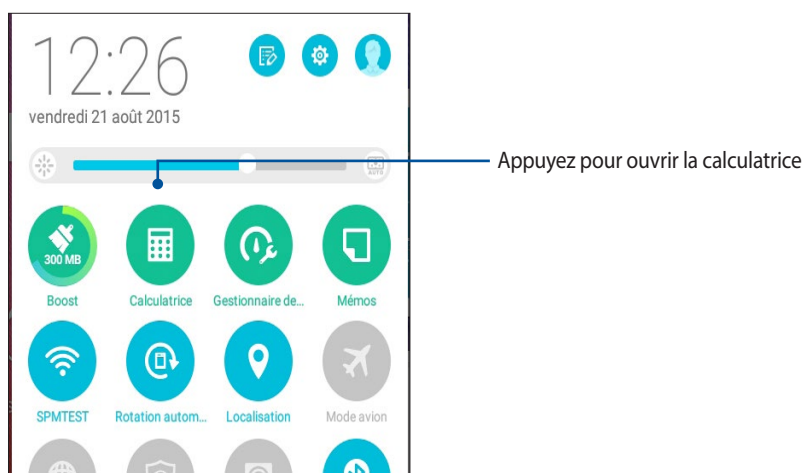 12:26
vendredi 21 août 2015
AUTO
Appuyez pour ouvrir la calculatrice
300 MB
Boost
Calculatrice
Gestionnaire de...
Mémos
SPMTEST
Rotation autom...
Localisation
Mode avion